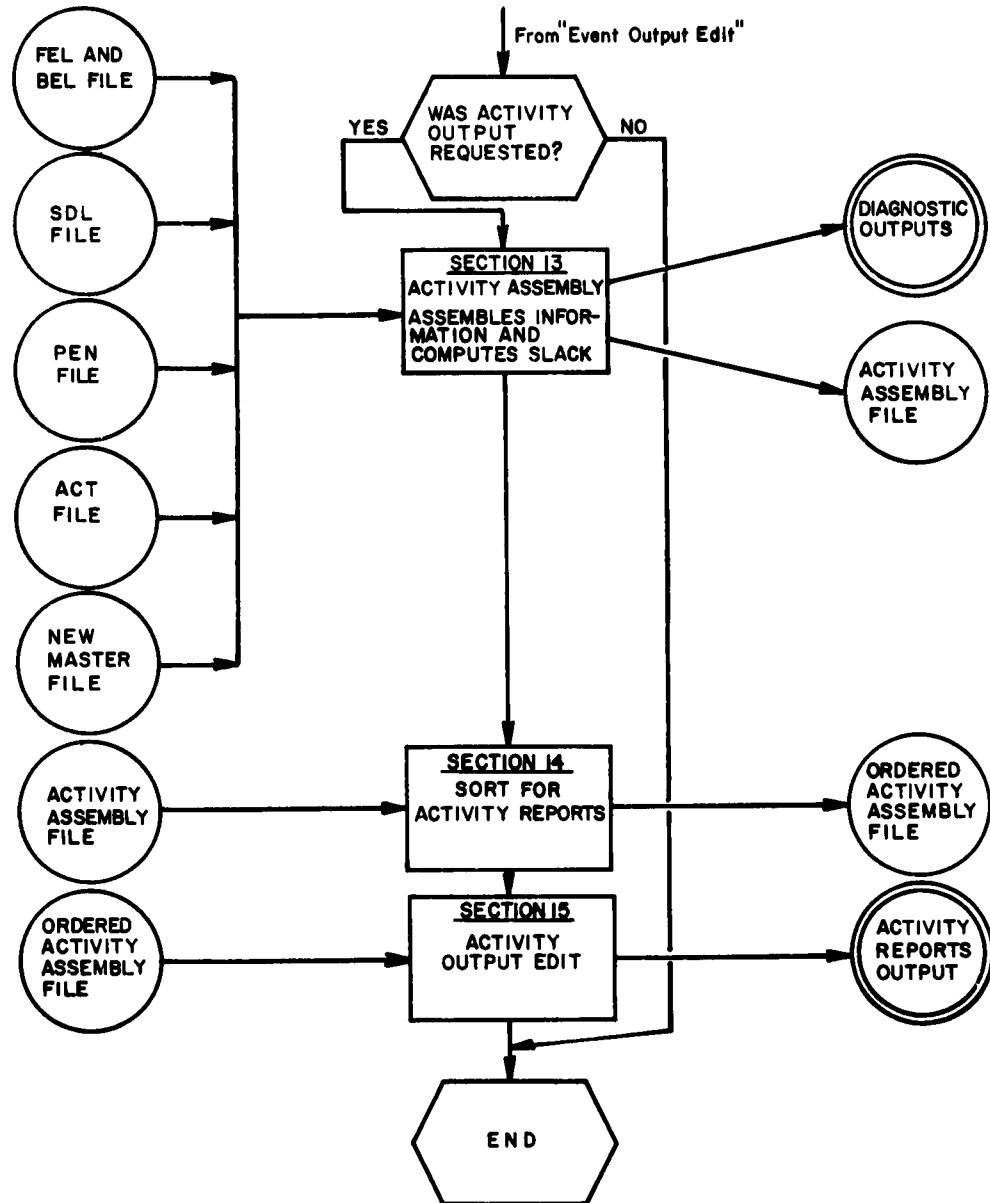 From "Event Output Edit"
FEL AND
BEL FILE
WAS ACTIVITY
OUTPUT
REQUESTED?
YES
NO
SDL
FILE
SECTION 13
ACTIVITY ASSEMBLY
ASSEMBLES INFOR-
MATION AND
COMPUTES SLACK
DIAGNOSTIC
OUTPUTS
PEN
FILE
ACTIVITY
ASSEMBLY
FILE
ACT
FILE
NEW
MASTER
FILE
ACTIVITY
ASSEMBLY
FILE
SECTION 14
SORT FOR
ACTIVITY REPORTS
ORDERED
ACTIVITY
ASSEMBLY
FILE
ORDERED
ACTIVITY
ASSEMBLY
FILE
SECTION 15
ACTIVITY
OUTPUT EDIT
ACTIVITY
REPORTS
OUTPUT
END